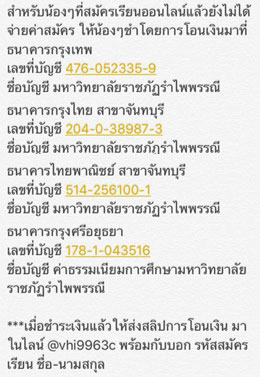 สำหรับน้องๆที่สมัครเรียนออนไลน์แล้วยังไม่ได้
จ่ายค่าสมัคร ให้น้องๆชำโดยการโอนเงินมาที่
ธนาคารกรุงเทพ
เลขที่บัญชี 476-052335-9
ชื่อบัญชี มหาวิทยาลัยราชภัฏรำไพพรรณี
ธนาคารกรุงไทย สาขาจันทบุรี
เลขที่บัญชี 204-0-38987-3
ชื่อบัญชี มหาวิทยาลัยราชภัฏรำไพพรรณี
ธนาคารไทยพาณิชย์ สาขาจันทบุรี
เลขที่บัญชี 514-256100-1
ชื่อบัญชี มหาวิทยาลัยราชภัฏรำไพพรรณี
ธนาคารกรุงศรีอยุธยา
เลขที่บัญชี 178-1-043516
ชื่อบัญชี ค่าธรรมเนียมการศึกษามหาวิทยาลัย
ราชภัฏรำไพพรรณี
***เมื่อชำระเงินแล้วให้ส่งสลิปการโอนเงิน มา
ในไลน์ @vhi9963c พร้อมกับบอก รหัสสมัคร
เรียน ชื่อ-นามสกุล